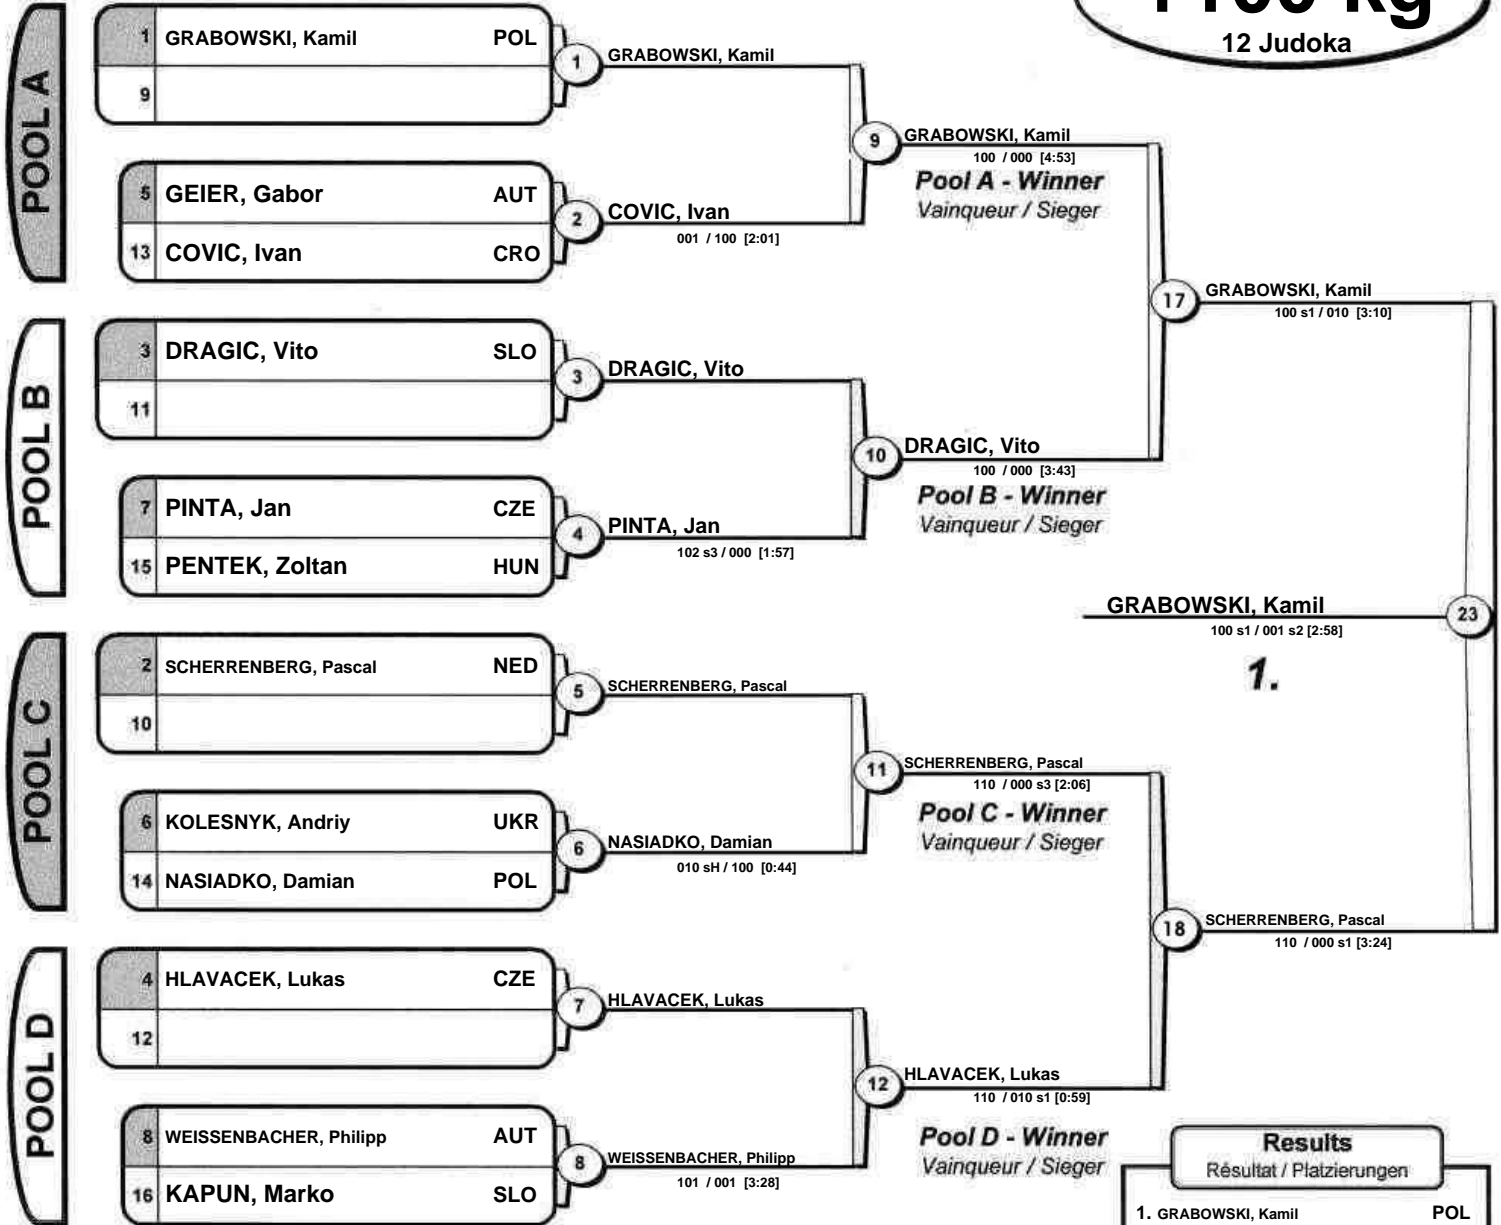 12 Judoka
POOL A
1 GRABOWSKI, Kamil POL
9
1
GRABOWSKI, Kamil
5 GEIER, Gabor AUT
13 COVIC, Ivan CRO
2
COVIC, Ivan
001 / 100 [2:01]
9
GRABOWSKI, Kamil
100 / 000 [4:53]
Pool A - Winner
Vainqueur / Sieger
POOL B
3 DRAGIC, Vito SLO
11
3
DRAGIC, Vito
7 PINTA, Jan CZE
15 PENTEK, Zoltan HUN
4
PINTA, Jan
102 s3 / 000 [1:57]
10
DRAGIC, Vito
100 / 000 [3:43]
Pool B - Winner
Vainqueur / Sieger
17
GRABOWSKI, Kamil
100 s1 / 010 [3:10]
GRABOWSKI, Kamil
100 s1 / 001 s2 [2:58]
1.
23
POOL C
2 SCHERRENBERG, Pascal NED
10
5
SCHERRENBERG, Pascal
6 KOLESNYK, Andriy UKR
14 NASIADKO, Damian POL
6
NASIADKO, Damian
010 sH / 100 [0:44]
11
SCHERRENBERG, Pascal
110 / 000 s3 [2:06]
Pool C - Winner
Vainqueur / Sieger
18
SCHERRENBERG, Pascal
110 / 000 s1 [3:24]
POOL D
4 HLAVACEK, Lukas CZE
12
7
HLAVACEK, Lukas
8 WEISSENBACHER, Philipp AUT
16 KAPUN, Marko SLO
8
WEISSENBACHER, Philipp
101 / 001 [3:28]
12
HLAVACEK, Lukas
110 / 010 s1 [0:59]
Pool D - Winner
Vainqueur / Sieger
Results
Résultat / Platzierungen
1. GRABOWSKI, Kamil POL